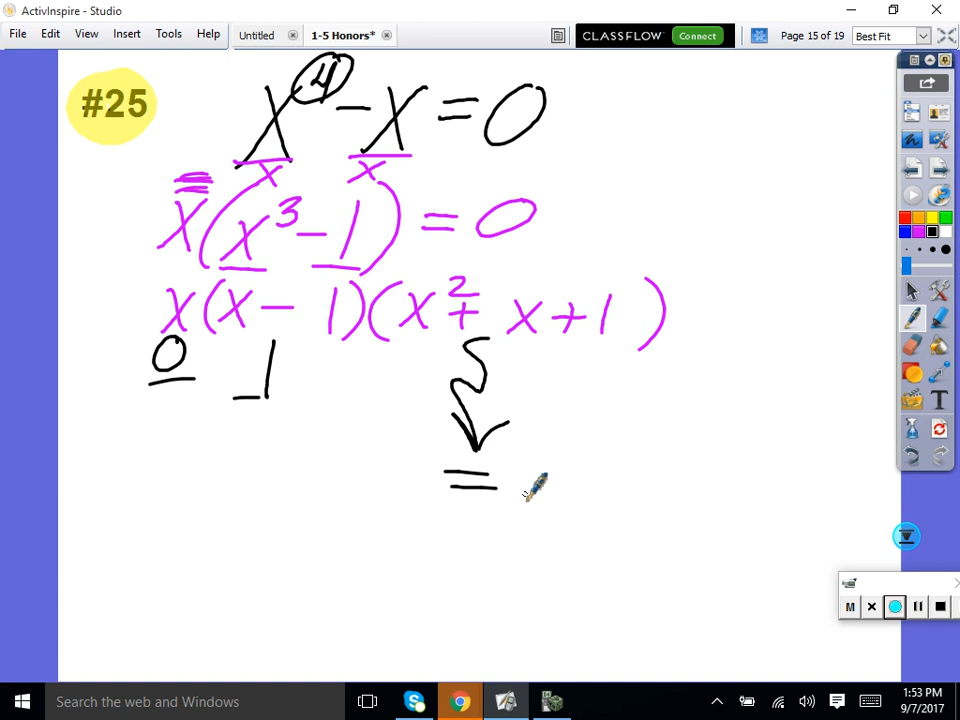 ActivInspire - Studio
File Edit View Insert Tools Help Untitled 1-5 Honors* CLASSFLOW Connect Page 15 of 19 Best Fit
#25
x⁴ - x = 0
x x
x(x³ - 1) = 0
x(x - 1)(x² + x + 1)
0 1
=
T
M
Search the web and Windows
1:53 PM
9/7/2017